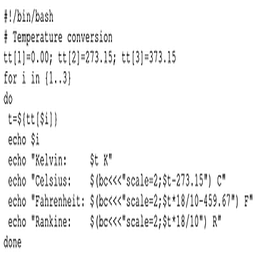 #!/bin/bash
# Temperature conversion
tt[1]=0.00; tt[2]=273.15; tt[3]=373.15
for i in {1..3}
do
 t=${tt[$i]}
 echo $i
 echo "Kelvin:    $t K"
 echo "Celsius:   $(bc<<<"scale=2;$t-273.15") C"
 echo "Fahrenheit: $(bc<<<"scale=2;$t*18/10-459.67") F"
 echo "Rankine:   $(bc<<<"scale=2;$t*18/10") R"
done